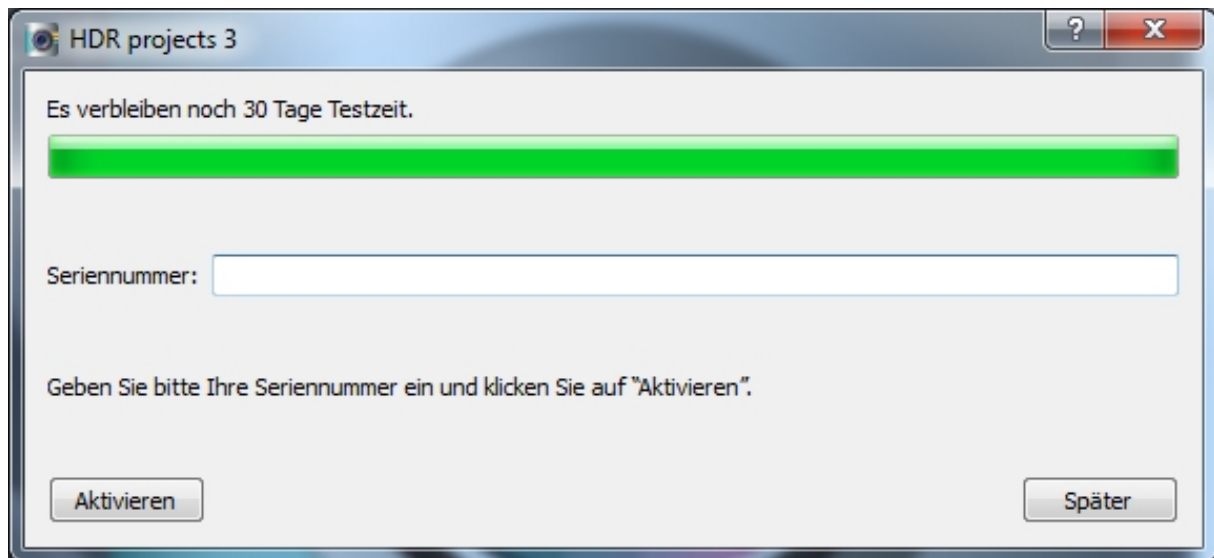 HDR projects 3
?
Es verbleiben noch 30 Tage Testzeit.
Seriennummer:
Geben Sie bitte Ihre Seriennummer ein und klicken Sie auf “Aktivieren”.
Aktivieren
Später